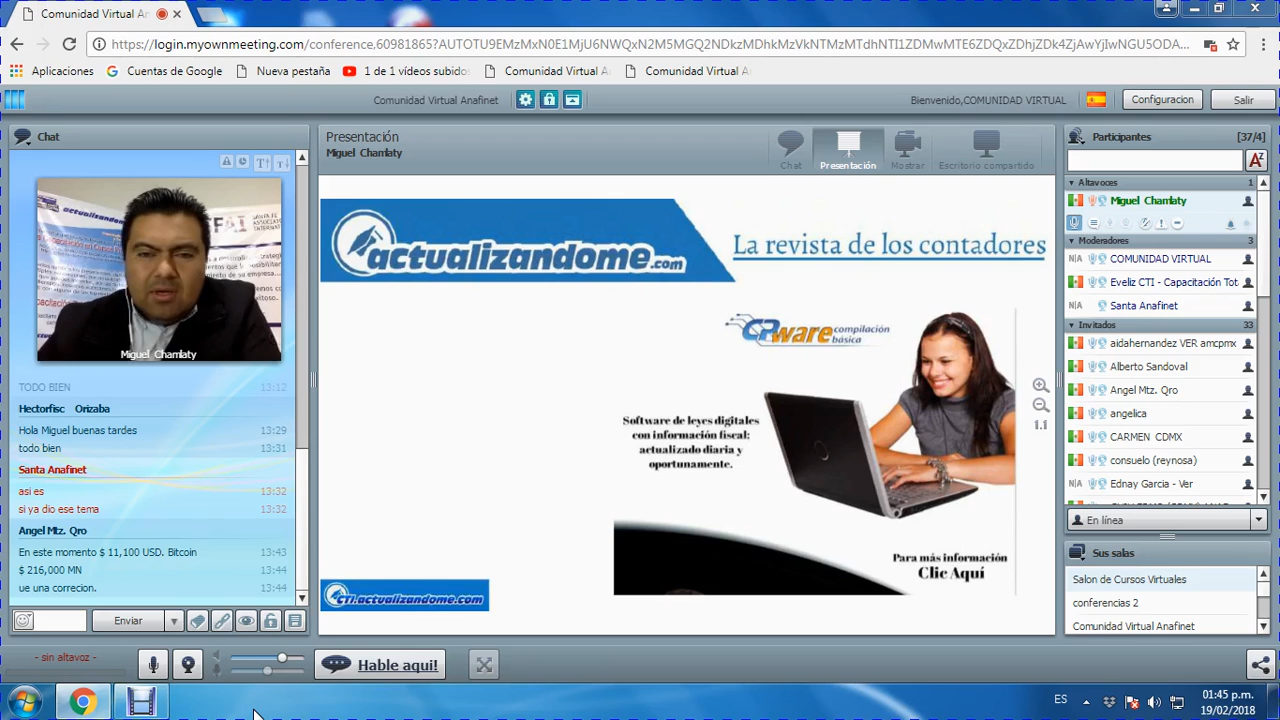 Comunidad Virtual An
https://login.myownmeeting.com/conference,60981865?AUTOTU9EMzMxN0E1MjU6NWQxN2M5MGQ2NDkzMDhkMzVkNTMzMTdhNTI1ZDMwMTE6ZDQxZDhjZDk4ZjAwYjIwNGU5ODA...
Aplicaciones
Cuentas de Google
Nueva pestaña
1 de 1 vídeos subidos
Comunidad Virtual A
Comunidad Virtual A
Comunidad Virtual Anafinet
Bienvenido,COMUNIDAD VIRTUAL
Configuracion
Salir
Chat
actualizandome.com
Miguel Chamlaty
TODO BIEN 13:12
Hectorfisc Orizaba
Hola Miguel buenas tardes 13:29
todo bien 13:31
Santa Anafinet
asi es 13:32
si ya dio ese tema 13:32
Angel Mtz. Qro
En este momento $ 11,100 USD. Bitcoin 13:43
$ 216,000 MN 13:44
ue una correcion. 13:44
Enviar
Presentación
Miguel Chamlaty
Chat
Presentación
Mostrar
Escritorio compartido
actualizandome.com
La revista de los contadores
CPware compilación
básica
Software de leyes digitales
con información fiscal:
actualizado diaria y
oportunamente.
Para más información
Clic Aquí
CTI.actualizandome.com
1.1
Participantes [37/4]
Altavoces 1
Miguel Chamlaty
Moderadores 3
N/A COMUNIDAD VIRTUAL
Eveliz CTI - Capacitación Tot
N/A Santa Anafinet
Invitados 33
aidahernandez VER amcpmx
Alberto Sandoval
Angel Mtz. Qro
angelica
CARMEN CDMX
consuelo (reynosa)
N/A Ednay Garcia - Ver
En línea
Sus salas
Salon de Cursos Virtuales
conferencias 2
Comunidad Virtual Anafinet
- sin altavoz -
Hable aqui!
ES
01:45 p.m.
19/02/2018